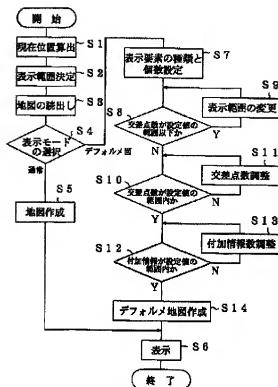 開始
現在位置算出
S1
表示範囲決定
S2
地図の読出し
S3
表示モード
の選択
S4
通常
デフォルメ図
S5
地図作成
表示要素の種類と
個数設定
S7
S8
交差点数が設定値の
範囲以下か
Y
N
S9
表示範囲の変更
S10
交差点数が設定値の
範囲内か
Y
N
S11
交差点数調整
S12
付加情報が設定値の
範囲内か
Y
N
S13
付加情報数調整
デフォルメ地図作成
S14
表示
S6
終了